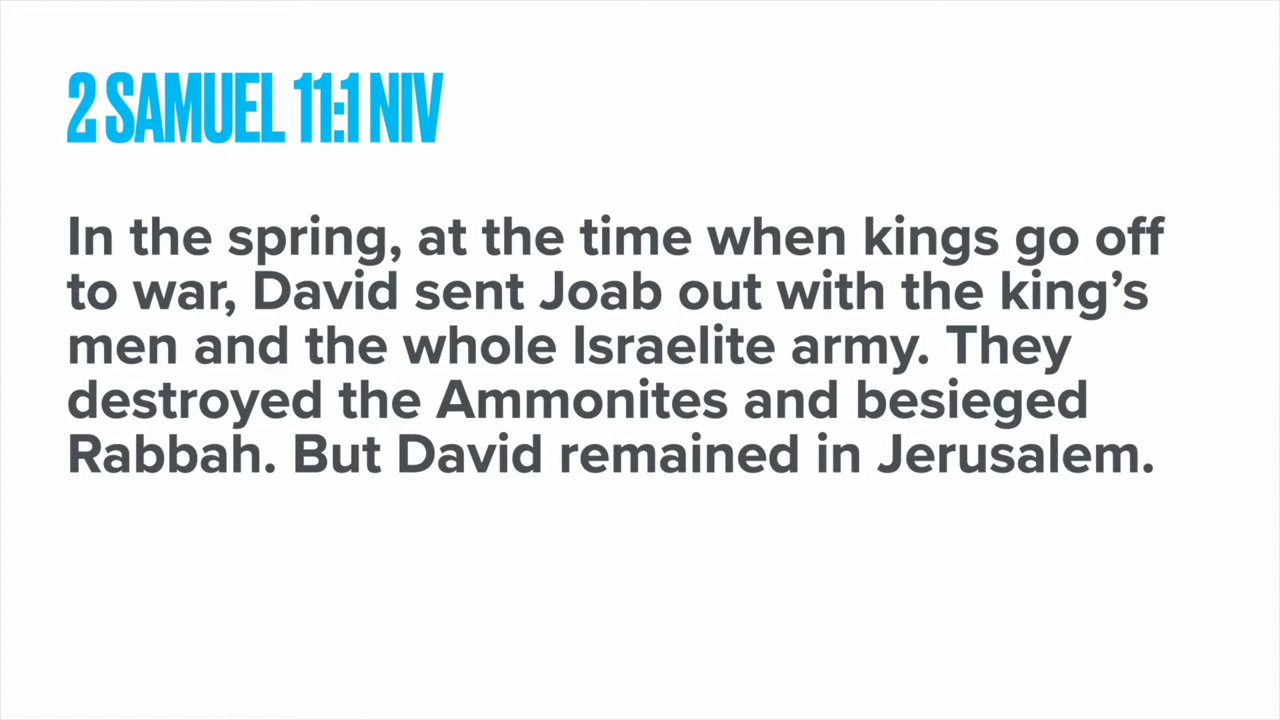 2 SAMUEL 11:1 NIV
In the spring, at the time when kings go off
to war, David sent Joab out with the king’s
men and the whole Israelite army. They
destroyed the Ammonites and besieged
Rabbah. But David remained in Jerusalem.